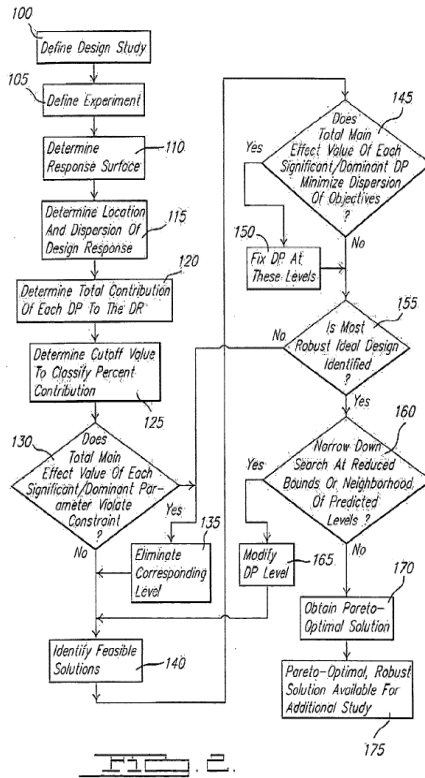 100
Define Design Study
105
Define Experiment
Determine
Response Surface
110
Determine Location
And Dispersion Of
Design Response
115
120
Determine Total Contribution
Of Each DP To The DR
Determine Cutoff Value
To Classify Percent
Contribution
125
130
Does
Total Main
Effect Value Of Each
Significant/Dominant Par-
ameter Violate
Constraint
?
Yes
No
135
Eliminate
Corresponding
Level
Identify Feasible
Solutions
140
145
Does
Total Main
Effect Value Of Each
Significant/Dominant DP
Minimize Dispersion
Of Objectives
?
Yes
No
150
Fix DP At
These Levels
155
Is Most
Robust Ideal Design
Identified
?
No
Yes
160
Narrow Down
Search At Reduced
Bounds Or Neighborhood
Of Predicted
Levels ?
Yes
No
Modify
DP Level
165
170
Obtain Pareto-
Optimal Solution
Pareto-Optimal, Robust
Solution Available For
Additional Study
175
FIG. 2.